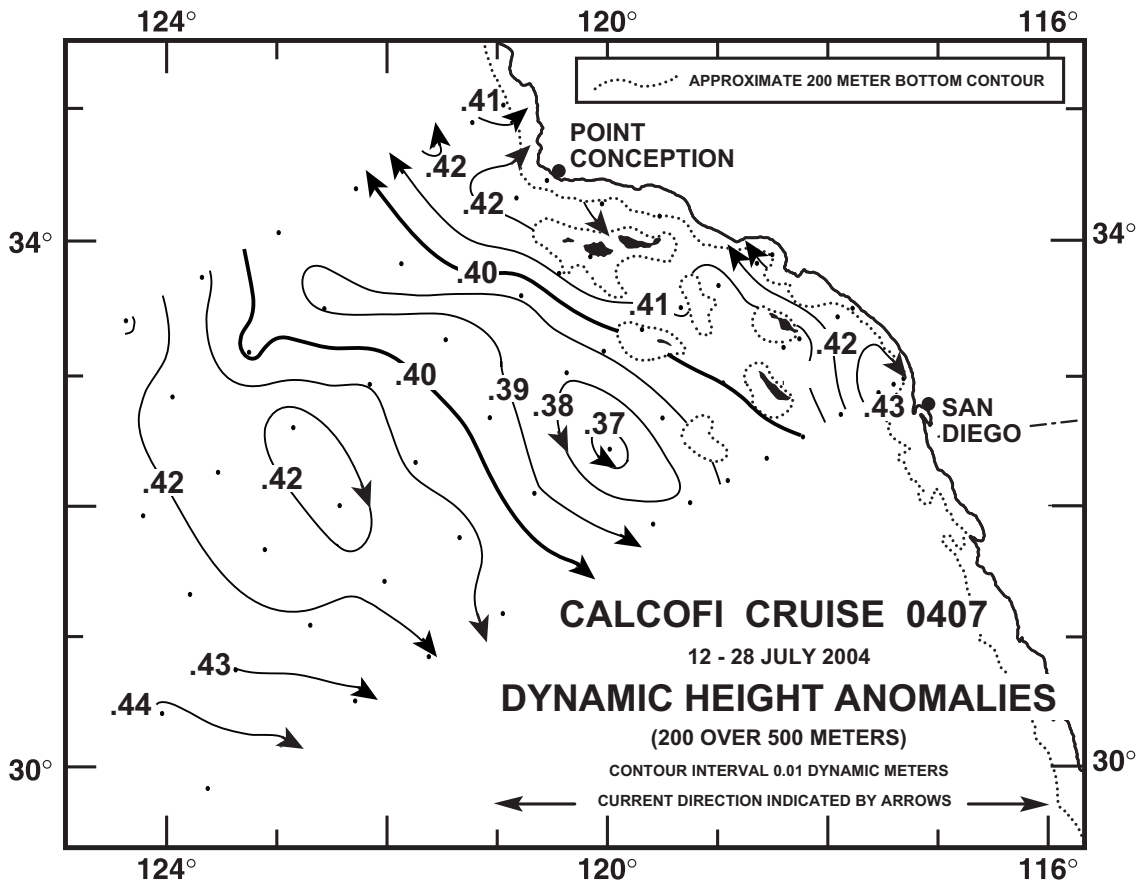 124° 120° 116°
APPROXIMATE 200 METER BOTTOM CONTOUR
.41
POINT
CONCEPTION
.42
.42
34° 34°
.40
.41
.42
.40
.39
.38
.43
SAN
DIEGO
.37
.42
.42
CALCOFI CRUISE 0407
12 - 28 JULY 2004
.43
DYNAMIC HEIGHT ANOMALIES
.44
(200 OVER 500 METERS)
30° 30°
CONTOUR INTERVAL 0.01 DYNAMIC METERS
CURRENT DIRECTION INDICATED BY ARROWS
124° 120° 116°